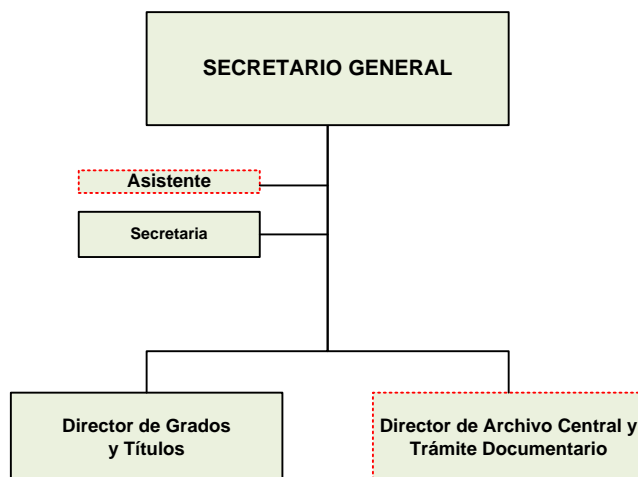 SECRETARIO GENERAL
Asistente
Secretaria
Director de Grados
y Títulos
Director de Archivo Central y
Trámite Documentario